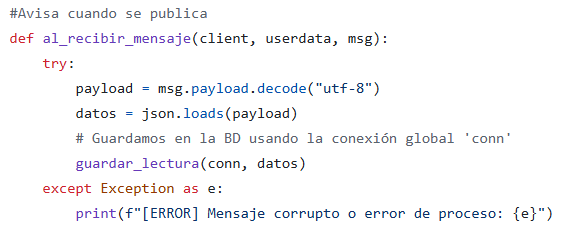 #Avisa cuando se publica
def al_recibir_mensaje(client, userdata, msg):
    try:
        payload = msg.payload.decode("utf-8")
        datos = json.loads(payload)
        # Guardamos en la BD usando la conexión global 'conn'
        guardar_lectura(conn, datos)
    except Exception as e:
        print(f"[ERROR] Mensaje corrupto o error de proceso: {e}")